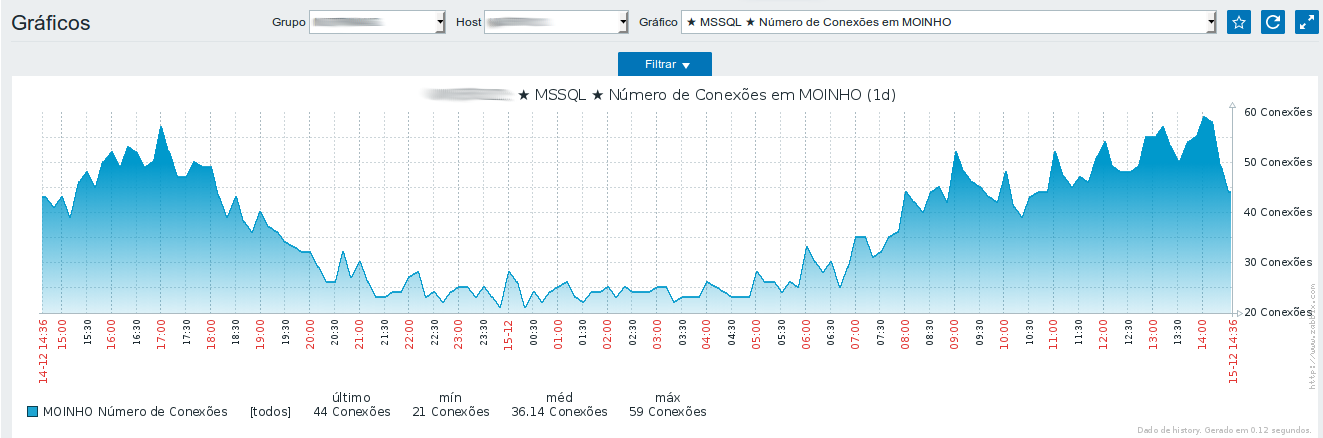 Gráficos Grupo Host Gráfico ★ MSSQL ★ Número de Conexões em MOINHO
Filtrar
★ MSSQL ★ Número de Conexões em MOINHO (1d)
60 Conexões
50 Conexões
40 Conexões
30 Conexões
20 Conexões
14-12 14:36 15:00 15:30 16:00 16:30 17:00 17:30 18:00 18:30 19:00 19:30 20:00 20:30 21:00 21:30 22:00 22:30 23:00 23:30 15-12 00:30 01:00 01:30 02:00 02:30 03:00 03:30 04:00 04:30 05:00 05:30 06:00 06:30 07:00 07:30 08:00 08:30 09:00 09:30 10:00 10:30 11:00 11:30 12:00 12:30 13:00 13:30 14:00 15-12 14:36
último mín méd máx
MOINHO Número de Conexões [todos] 44 Conexões 21 Conexões 36.14 Conexões 59 Conexões
Dado de history. Gerado em 0.12 segundos.